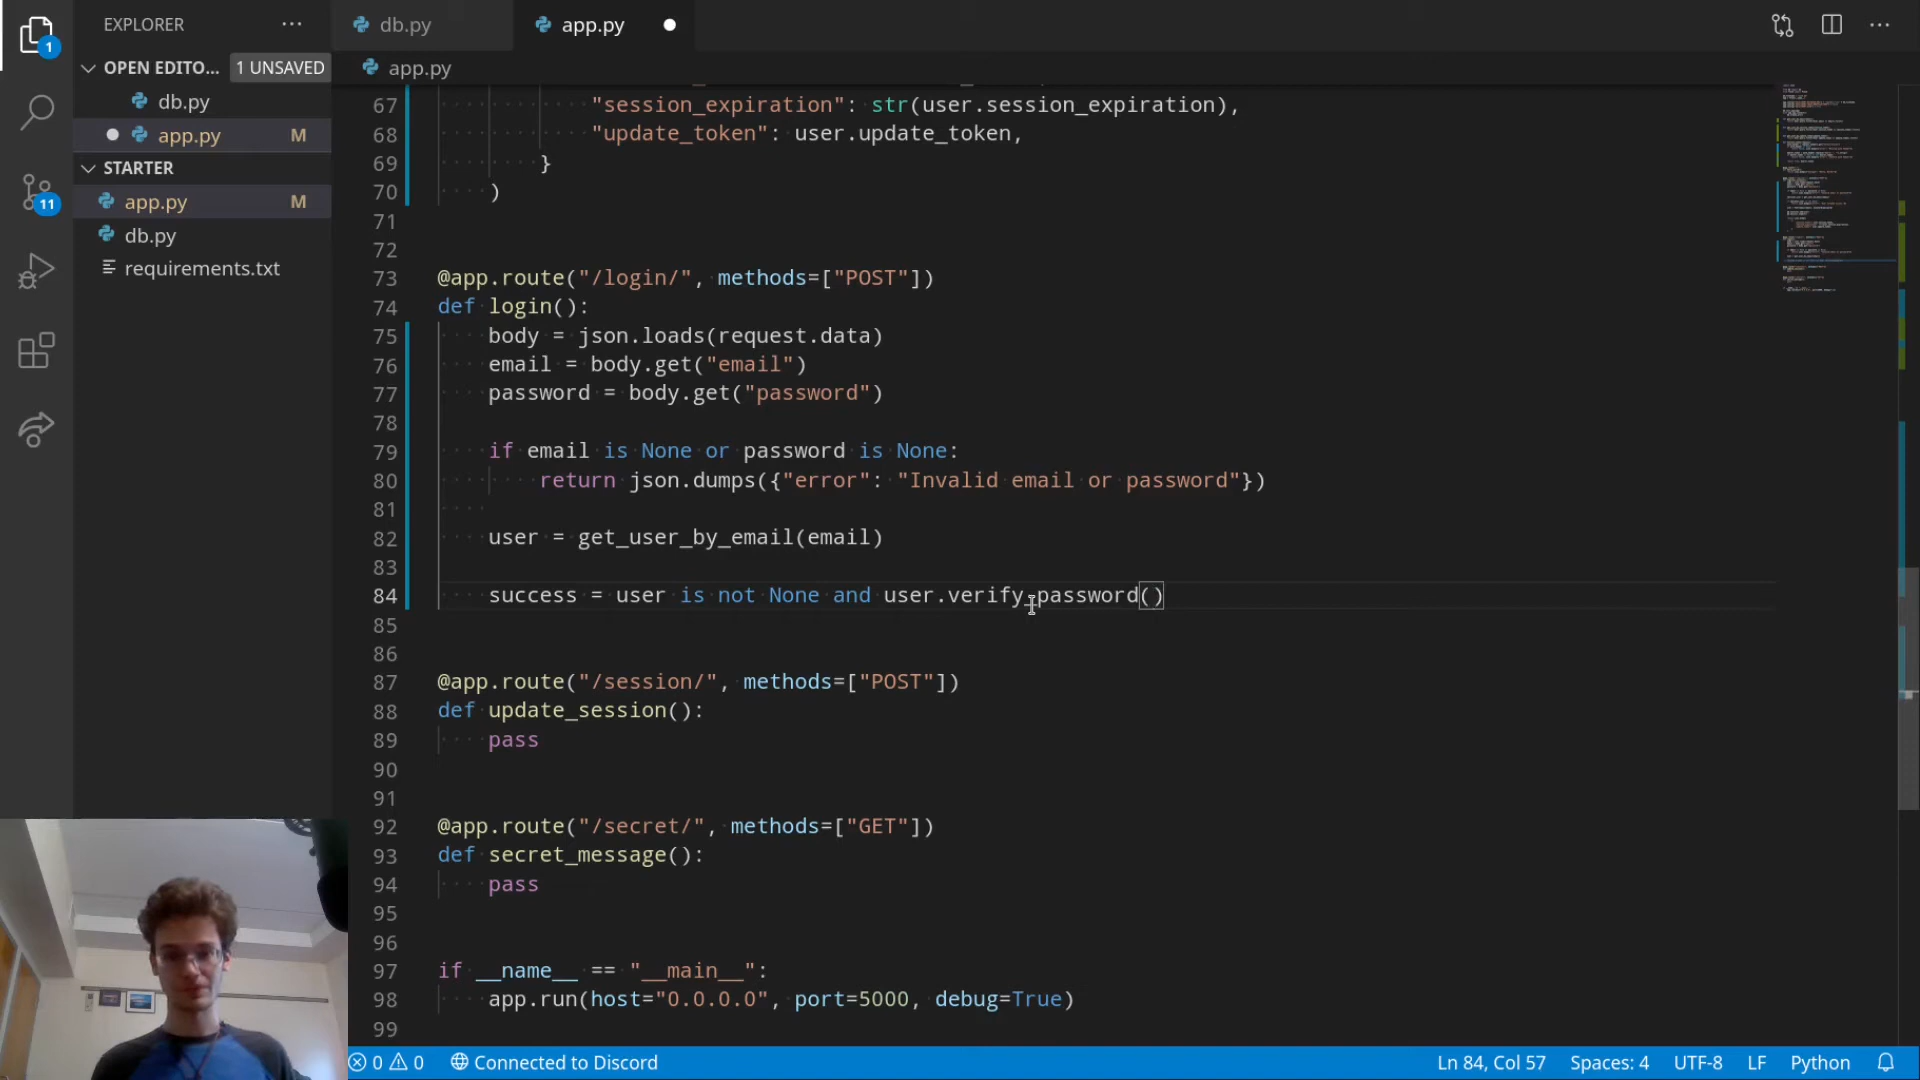 EXPLORER
db.py
app.py
OPEN EDITO...
1 UNSAVED
app.py
db.py
app.py
M
STARTER
app.py
M
db.py
requirements.txt
1
11
67 "session_expiration": str(user.session_expiration),
68 "update_token": user.update_token,
69 }
70 )
71
72
73 @app.route("/login/", methods=["POST"])
74 def login():
75 body = json.loads(request.data)
76 email = body.get("email")
77 password = body.get("password")
78
79 if email is None or password is None:
80 return json.dumps({"error": "Invalid email or password"})
81
82 user = get_user_by_email(email)
83
84 success = user is not None and user.verify_password()
85
86
87 @app.route("/session/", methods=["POST"])
88 def update_session():
89 pass
90
91
92 @app.route("/secret/", methods=["GET"])
93 def secret_message():
94 pass
95
96
97 if __name__ == "__main__":
98 app.run(host="0.0.0.0", port=5000, debug=True)
99
0 0 Connected to Discord
Ln 84, Col 57 Spaces: 4 UTF-8 LF Python